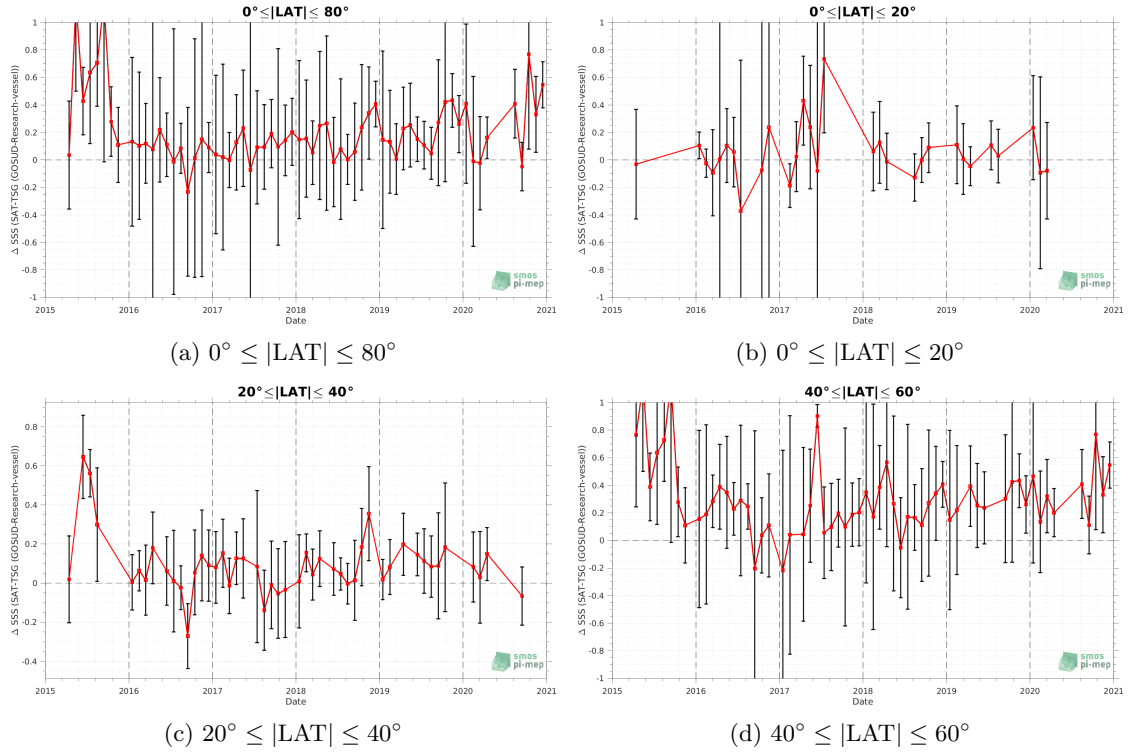 0°≤|LAT|≤ 80°
1
0.8
0.6
0.4
0.2
0
-0.2
-0.4
-0.6
-0.8
-1
Δ SSS (SAT-TSG (GOSUD-Research-vessel))
2015
2016
2017
2018
2019
2020
2021
Date
smos
pi-mep
(a) 0° ≤ |LAT| ≤ 80°
0°≤|LAT|≤ 20°
1
0.8
0.6
0.4
0.2
0
-0.2
-0.4
-0.6
-0.8
-1
Δ SSS (SAT-TSG (GOSUD-Research-vessel))
2015
2016
2017
2018
2019
2020
2021
Date
smos
pi-mep
(b) 0° ≤ |LAT| ≤ 20°
20°≤|LAT|≤ 40°
0.8
0.6
0.4
0.2
0
-0.2
-0.4
Δ SSS (SAT-TSG (GOSUD-Research-vessel))
2015
2016
2017
2018
2019
2020
2021
Date
smos
pi-mep
(c) 20° ≤ |LAT| ≤ 40°
40°≤|LAT|≤ 60°
1
0.8
0.6
0.4
0.2
0
-0.2
-0.4
-0.6
-0.8
-1
Δ SSS (SAT-TSG (GOSUD-Research-vessel))
2015
2016
2017
2018
2019
2020
2021
Date
smos
pi-mep
(d) 40° ≤ |LAT| ≤ 60°